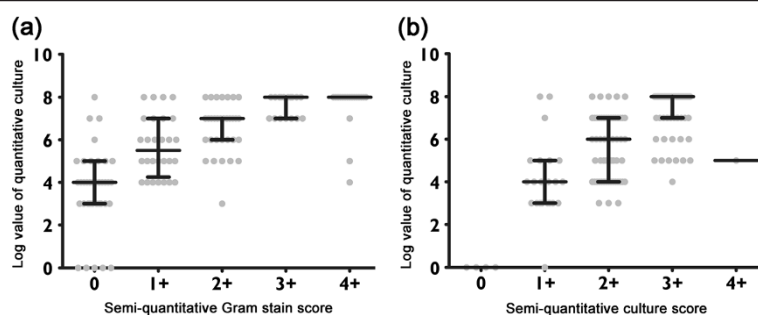 (a)
Log value of quantitative culture
10
8
6
4
2
0
0 1+ 2+ 3+ 4+
Semi-quantitative Gram stain score
(b)
Log value of quantitative culture
10
8
6
4
2
0
0 1+ 2+ 3+ 4+
Semi-quantitative culture score